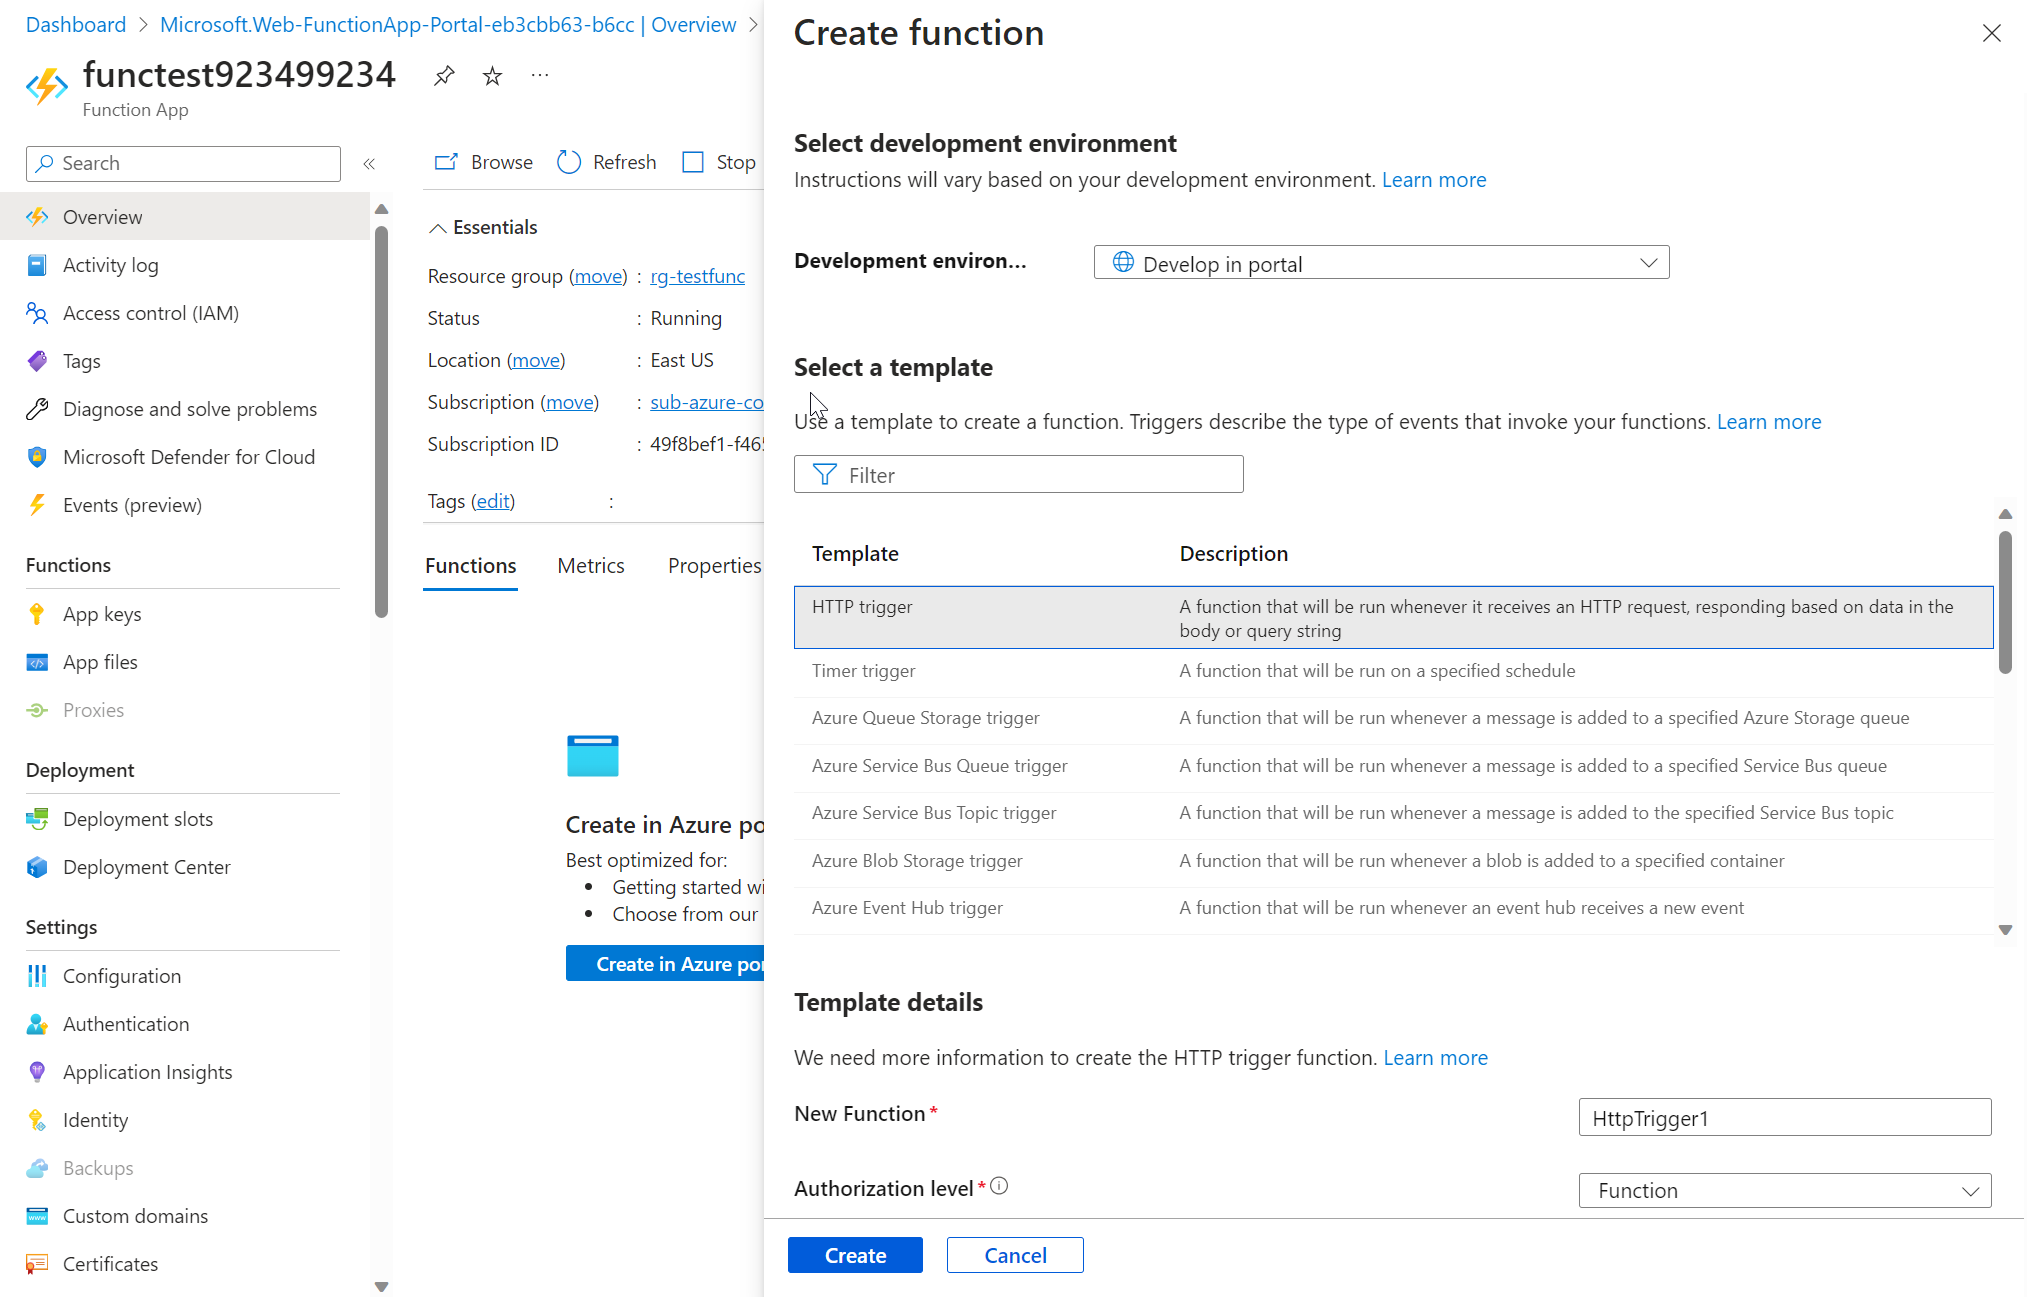 Dashboard > Microsoft.Web-FunctionApp-Portal-eb3cbb63-b6cc | Overview >
functest923499234
Function App
Search
«
Overview
Activity log
Access control (IAM)
Tags
Diagnose and solve problems
Microsoft Defender for Cloud
Events (preview)
Functions
App keys
App files
Proxies
Deployment
Deployment slots
Deployment Center
Settings
Configuration
Authentication
Application Insights
Identity
Backups
Custom domains
Certificates
Browse
Refresh
Stop
Essentials
Resource group (move) : rg-testfunc
Status : Running
Location (move) : East US
Subscription (move) : sub-azure-co
Subscription ID : 49f8bef1-f465
Tags (edit) :
Functions
Metrics
Properties
Create in Azure po
Best optimized for:
• Getting started wi
• Choose from our
Create in Azure por
Create function
Select development environment
Instructions will vary based on your development environment. Learn more
Development environ...
Develop in portal
Select a template
Use a template to create a function. Triggers describe the type of events that invoke your functions. Learn more
Filter
Template Description
HTTP trigger A function that will be run whenever it receives an HTTP request, responding based on data in the
body or query string
Timer trigger A function that will be run on a specified schedule
Azure Queue Storage trigger A function that will be run whenever a message is added to a specified Azure Storage queue
Azure Service Bus Queue trigger A function that will be run whenever a message is added to a specified Service Bus queue
Azure Service Bus Topic trigger A function that will be run whenever a message is added to the specified Service Bus topic
Azure Blob Storage trigger A function that will be run whenever a blob is added to a specified container
Azure Event Hub trigger A function that will be run whenever an event hub receives a new event
Template details
We need more information to create the HTTP trigger function. Learn more
New Function *
HttpTrigger1
Authorization level *
Function
Create
Cancel